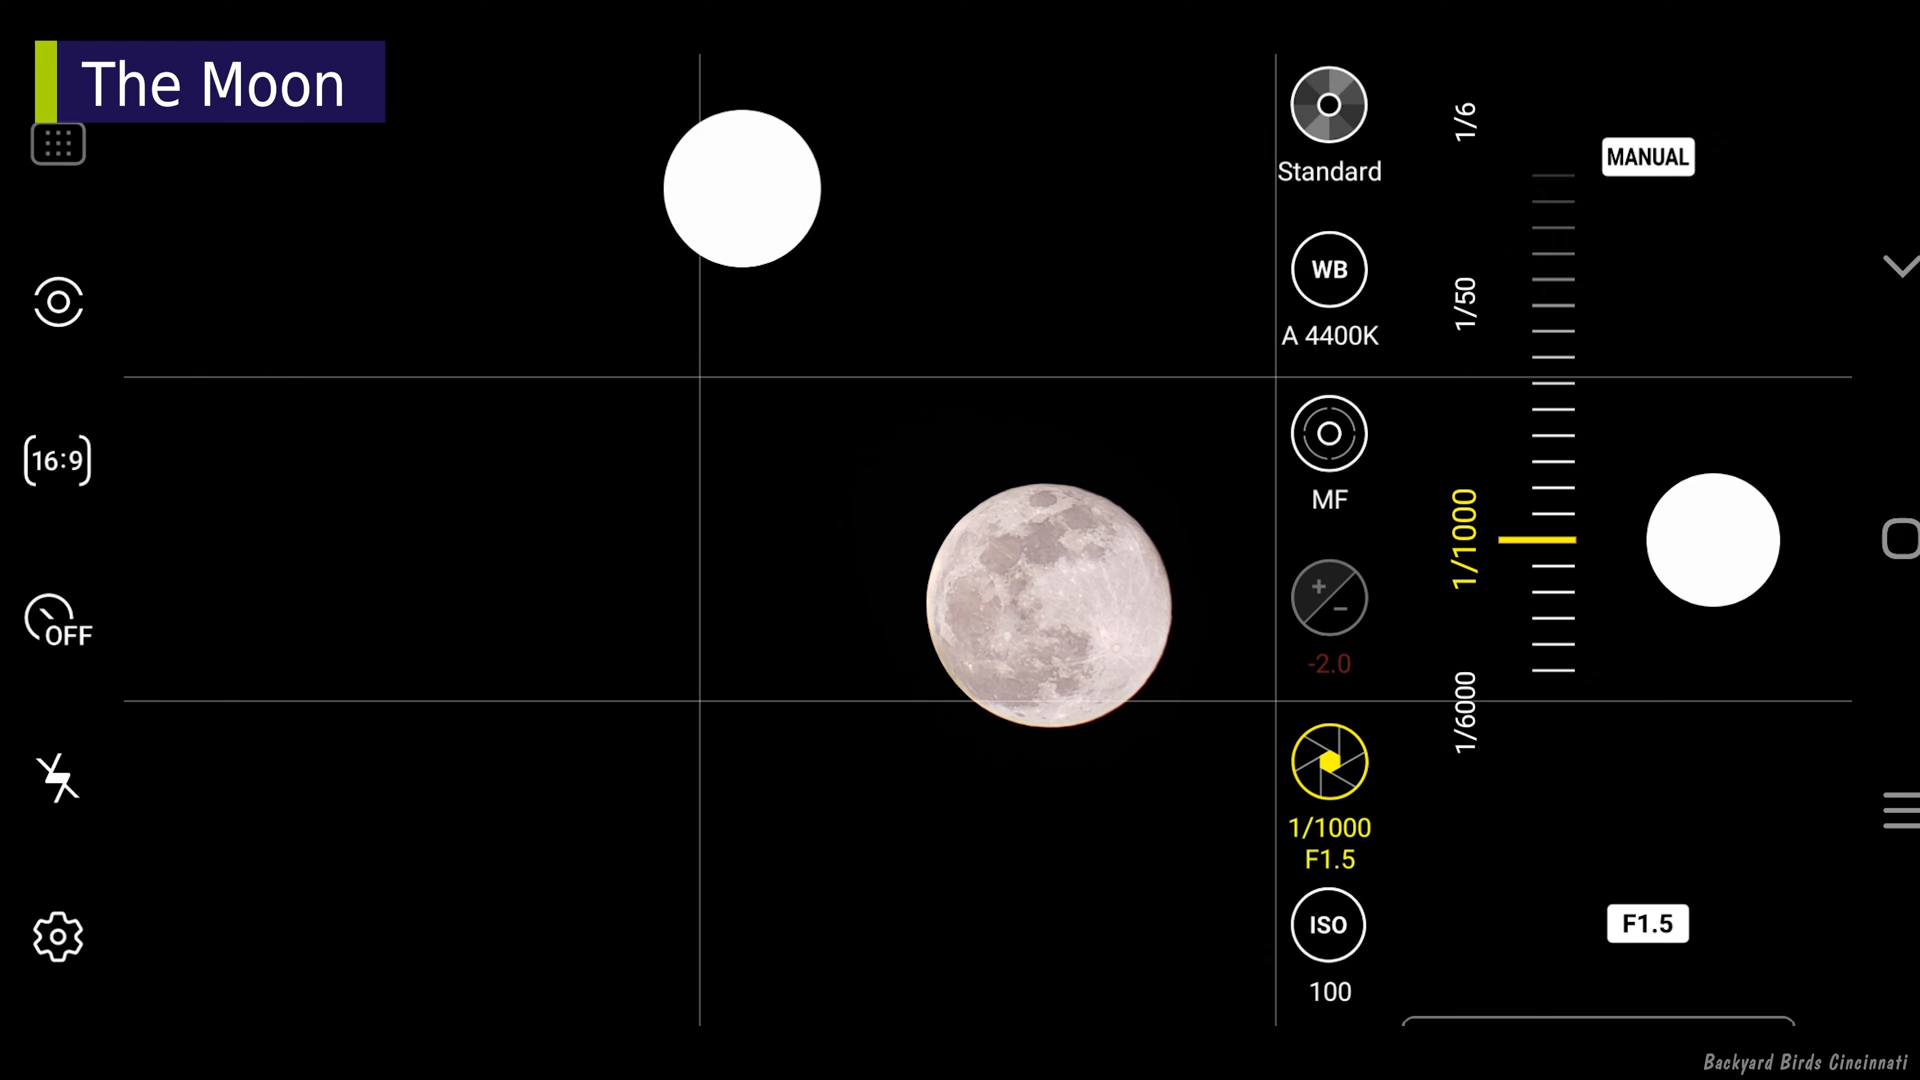 The Moon
16:9
OFF
Standard
WB
A 4400K
MF
-2.0
1/1000
F1.5
ISO
100
1/6
1/50
1/1000
1/6000
MANUAL
F1.5
Backyard Birds Cincinnati